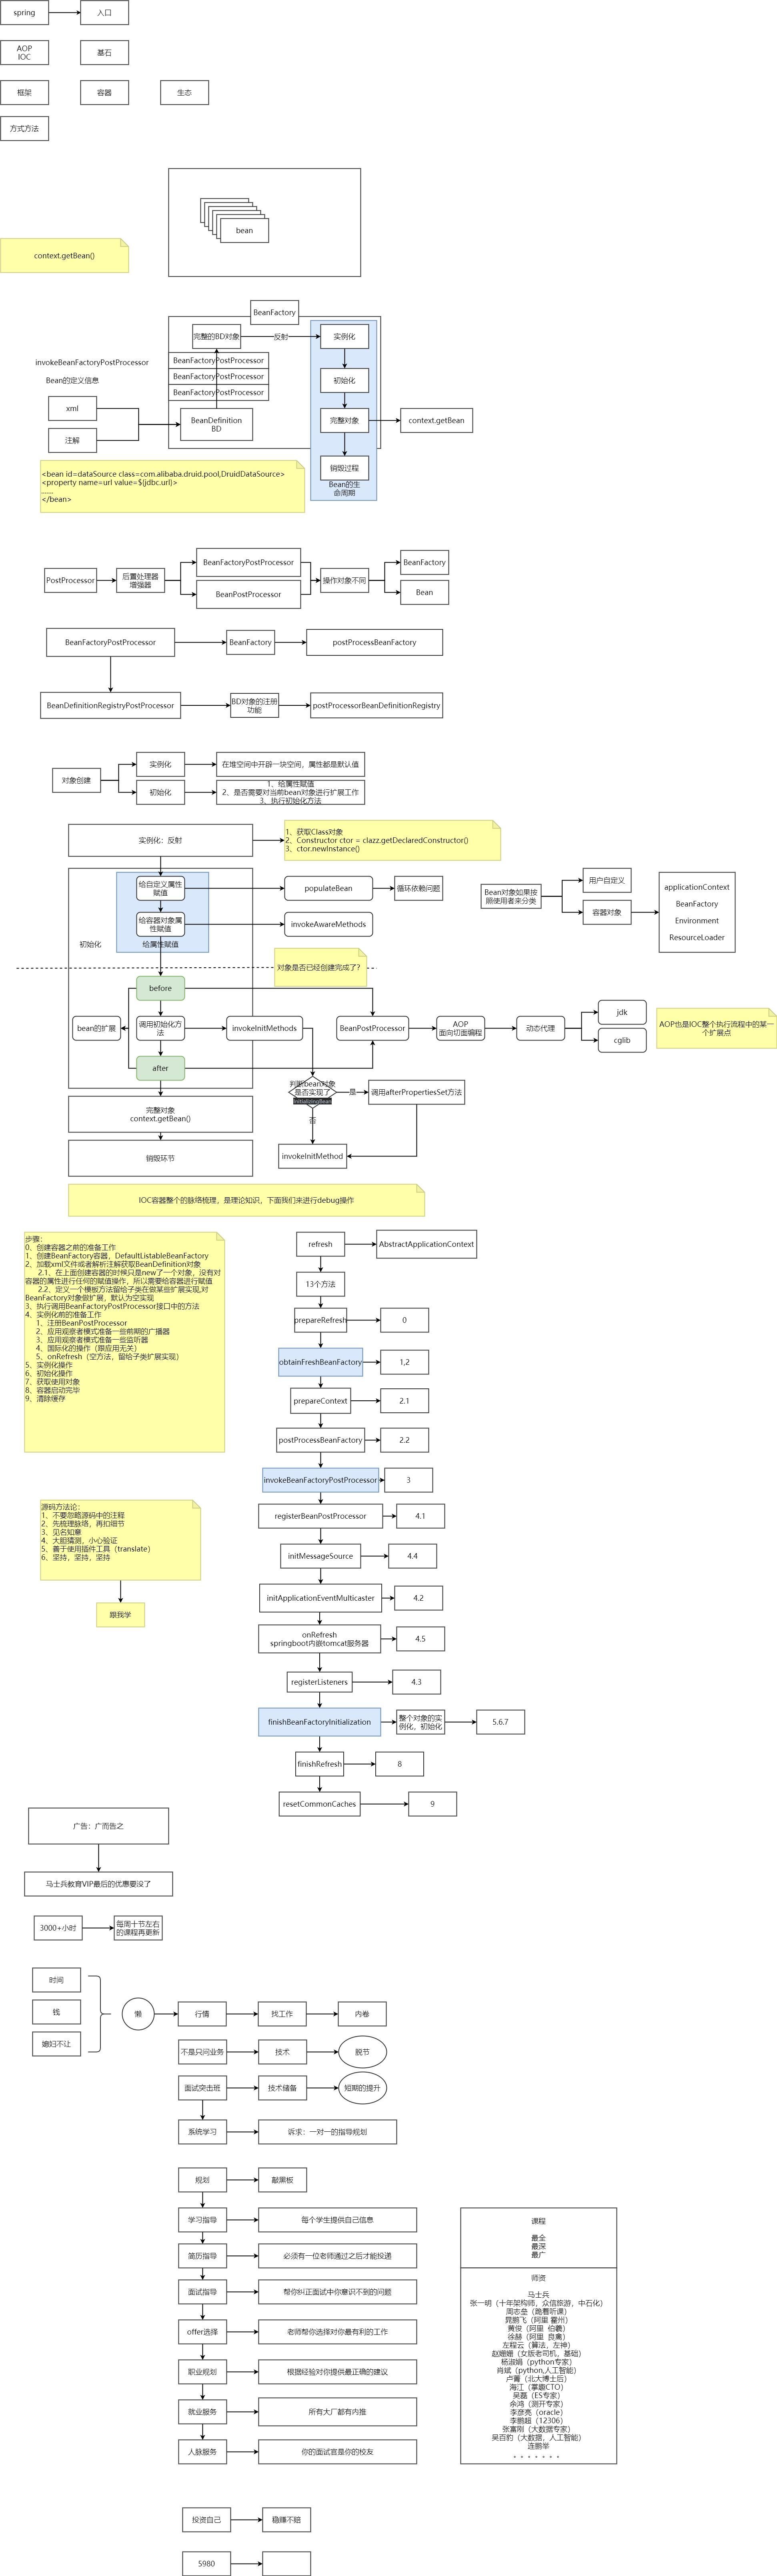 spring
入口
AOP
IOC
基石
框架
容器
生态
方式方法
bean
context.getBean()
BeanFactory
完整的BD对象
反射
实例化
invokeBeanFactoryPostProcessor
BeanFactoryPostProcessor
BeanFactoryPostProcessor
BeanFactoryPostProcessor
初始化
Bean的定义信息
xml
注解
BeanDefinition
BD
完整对象
context.getBean
销毁过程
Bean的生
命周期
<bean id=dataSource class=com.alibaba.druid.pool,DruidDataSource>
<property name=url value=${jdbc.url}>
......
</bean>
PostProcessor
后置处理器
增强器
BeanFactoryPostProcessor
BeanPostProcessor
操作对象不同
BeanFactory
Bean
BeanFactoryPostProcessor
BeanFactory
postProcessBeanFactory
BeanDefinitionRegistryPostProcessor
BD对象的注册
功能
postProcessorBeanDefinitionRegistry
对象创建
实例化
在堆空间中开辟一块空间，属性都是默认值
初始化
1、给属性赋值
2、是否需要对当前bean对象进行扩展工作
3、执行初始化方法
实例化：反射
1、获取Class对象
2、Constructor ctor = clazz.getDeclaredConstructor()
3、ctor.newInstance()
初始化
给自定义属性
赋值
populateBean
循环依赖问题
给容器对象属
性赋值
invokeAwareMethods
给属性赋值
Bean对象如果按
照使用者来分类
用户自定义
容器对象
applicationContext
BeanFactory
Environment
ResourceLoader
对象是否已经创建完成了？
before
bean的扩展
调用初始化方
法
invokeInitMethods
BeanPostProcessor
AOP
面向切面编程
动态代理
jdk
cglib
AOP也是IOC整个执行流程中的某一
个扩展点
after
判断bean对象
是否实现了
InitializingBean
是
调用afterPropertiesSet方法
否
invokeInitMethod
完整对象
context.getBean()
销毁环节
IOC容器整个的脉络梳理，是理论知识，下面我们来进行debug操作
步骤：
0、创建容器之前的准备工作
1、创建BeanFactory容器，DefaultListableBeanFactory
2、加载xml文件或者解析注解获取BeanDefinition对象
2.1、在上面创建容器的时候只是new了一个对象，没有对
容器的属性进行任何的赋值操作，所以需要给容器进行赋值
2.2、定义一个模板方法留给子类在做某些扩展实现,对
BeanFactory对象做扩展，默认为空实现
3、执行调用BeanFactoryPostProcessor接口中的方法
4、实例化前的准备工作
1、注册BeanPostProcessor
2、应用观察者模式准备一些前期的广播器
3、应用观察者模式准备一些监听器
4、国际化的操作（跟应用无关）
5、onRefresh（空方法，留给子类扩展实现）
5、实例化操作
6、初始化操作
7、获取使用对象
8、容器启动完毕
9、清除缓存
refresh
AbstractApplicationContext
13个方法
prepareRefresh
0
obtainFreshBeanFactory
1,2
prepareContext
2.1
postProcessBeanFactory
2.2
invokeBeanFactoryPostProcessor
3
registerBeanPostProcessor
4.1
initMessageSource
4.4
initApplicationEventMulticaster
4.2
onRefresh
springboot内嵌tomcat服务器
4.5
registerListeners
4.3
finishBeanFactoryInitialization
整个对象的实
例化，初始化
5.6.7
finishRefresh
8
resetCommonCaches
9
源码方法论：
1、不要忽略源码中的注释
2、先梳理脉络，再扣细节
3、见名知意
4、大胆猜测，小心验证
5、善于使用插件工具（translate）
6、坚持，坚持，坚持
跟我学
广告：广而告之
马士兵教育VIP最后的优惠要没了
3000+小时
每周十节左右
的课程再更新
时间
钱
媳妇不让
懒
行情
找工作
内卷
不是只问业务
技术
脱节
面试突击班
技术储备
短期的提升
系统学习
诉求：一对一的指导规划
规划
敲黑板
学习指导
每个学生提供自己信息
简历指导
必须有一位老师通过之后才能投递
面试指导
帮你纠正面试中你意识不到的问题
offer选择
老师帮你选择对你最有利的工作
职业规划
根据经验对你提供最正确的建议
就业服务
所有大厂都有内推
人脉服务
你的面试官是你的校友
课程
最全
最深
最广
师资
马士兵
张一明（十年架构师，众信旅游，中石化）
周志垒（跪着听课）
晁鹏飞（阿里 霍州）
黄俊（阿里 伯羲）
徐赫（阿里 良禽）
左程云（算法，左神）
赵姗姗（女版老司机，基础）
杨淑娟（python专家）
肖斌（python,人工智能）
卢菁（北大博士后）
海江（掌趣CTO）
吴磊（ES专家）
余鸿（测开专家）
李彦亮（oracle）
李鹏超（12306）
张富刚（大数据专家）
吴百豹（大数据，人工智能）
连鹏举
。。。。。。。
投资自己
稳赚不赔
5980